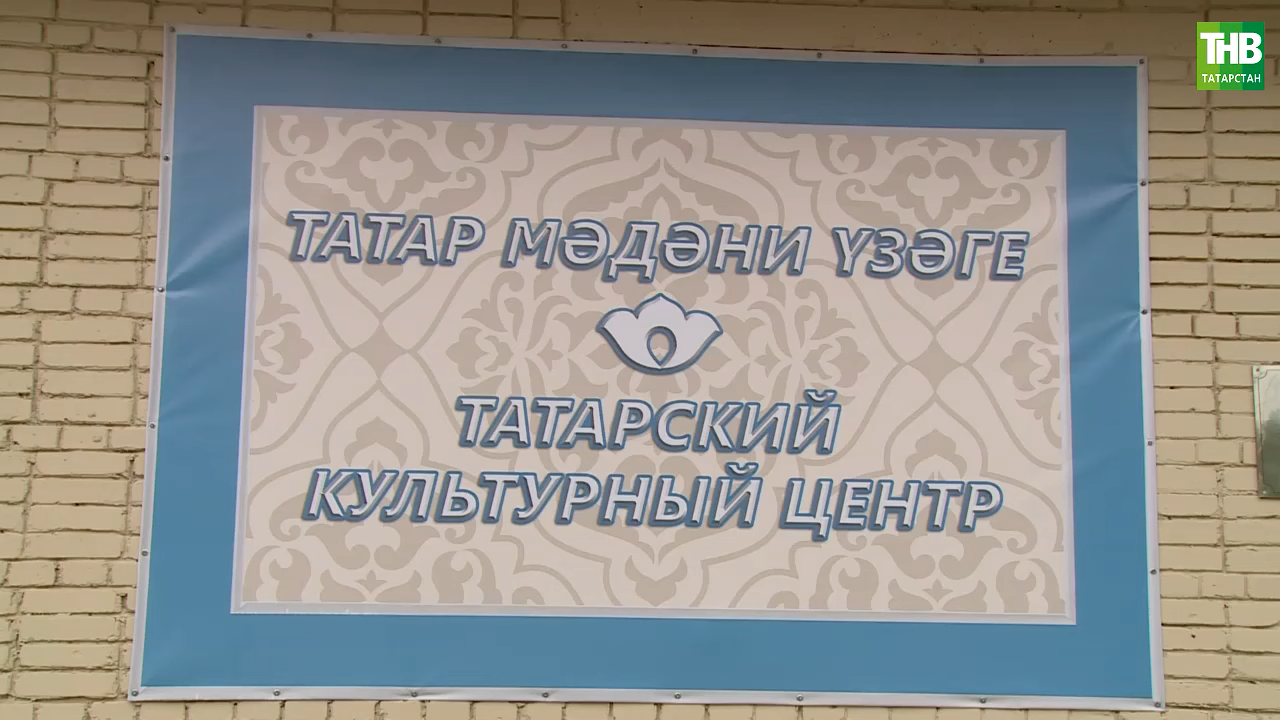 ТНВ
ТАТАРСТАН
ТАТАР МӘДӘНИ ҮЗӘГЕ
ТАТАРСКИЙ
КУЛЬТУРНЫЙ ЦЕНТР